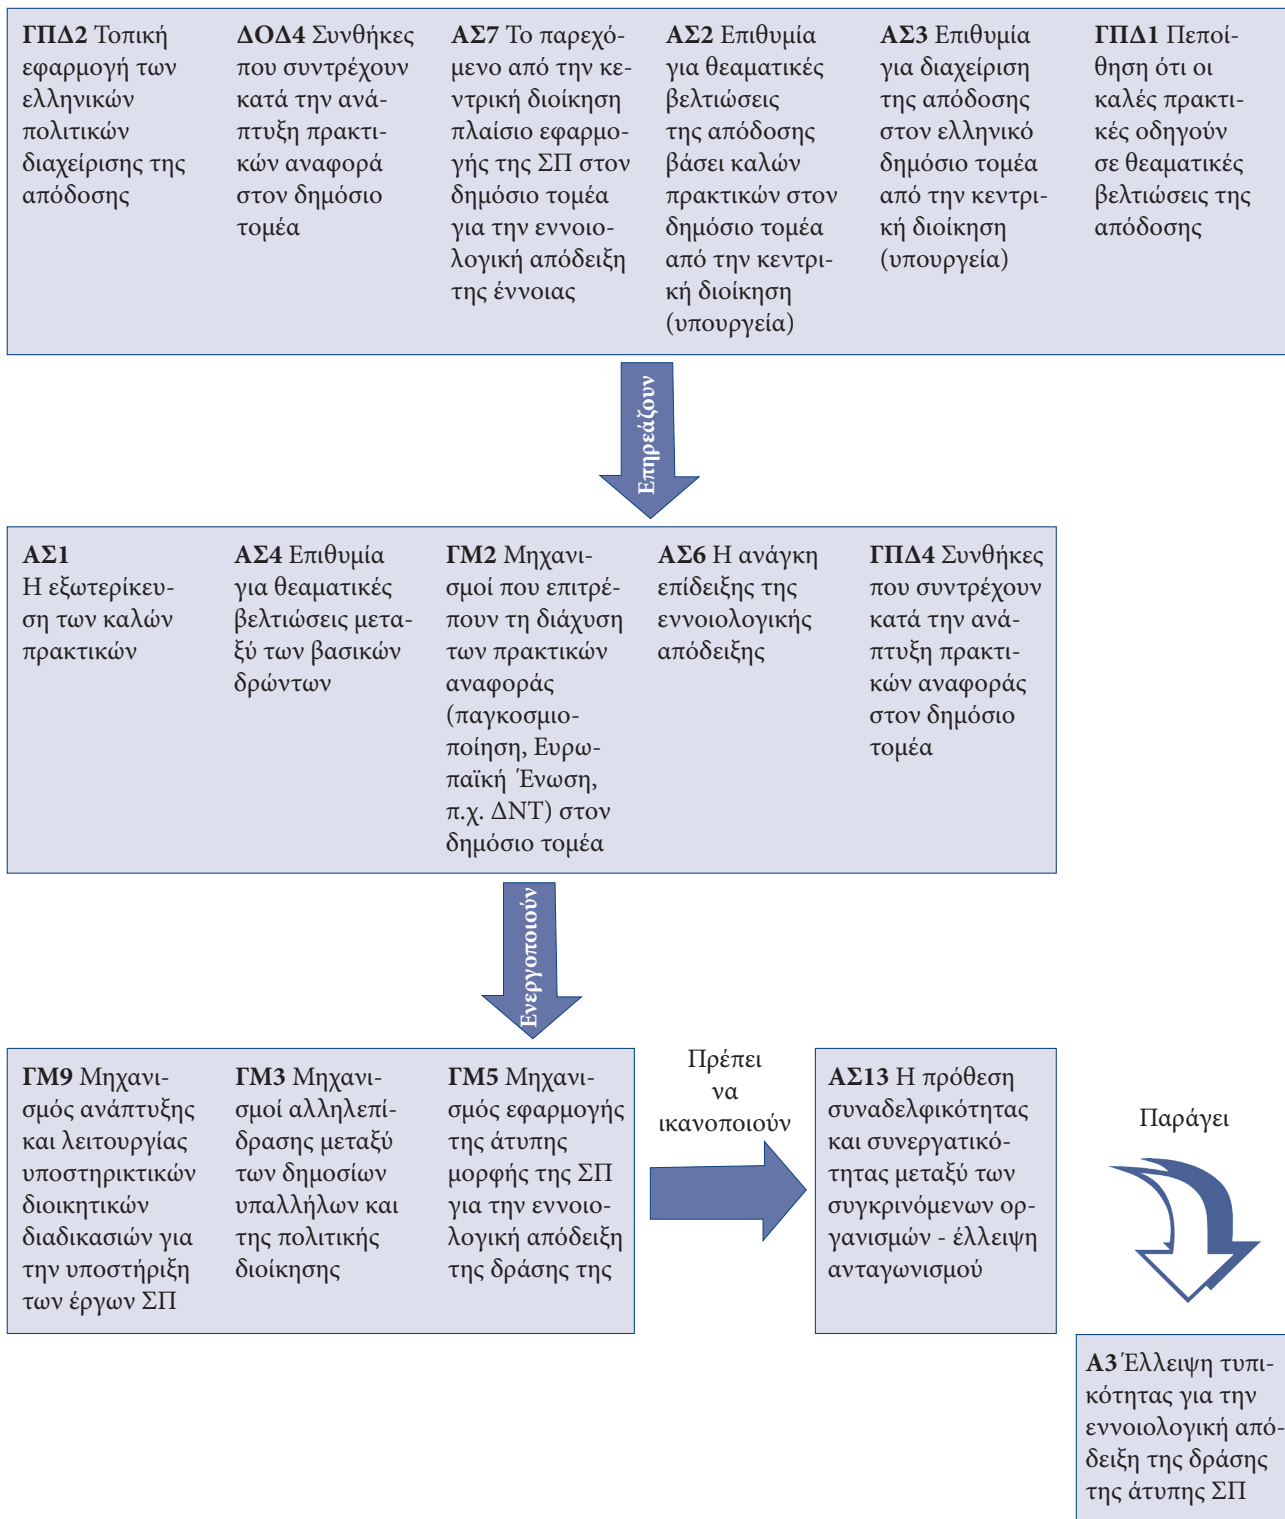 ΓΠΔ2 Τοπική
εφαρμογή των
ελληνικών
πολιτικών
διαχείρισης της
απόδοσης
ΔΟΔ4 Συνθήκες
που συντρέχουν
κατά την ανά-
πτυξη πρακτι-
κών αναφορά
στον δημόσιο
τομέα
ΑΣ7 Το παρεχό-
μενο από την κε-
ντρική διοίκηση
πλαίσιο εφαρμο-
γής της ΣΠ στον
δημόσιο τομέα
για την εννοιο-
λογική απόδειξη
της έννοιας
ΑΣ2 Επιθυμία
για θεαματικές
βελτιώσεις
της απόδοσης
βάσει καλών
πρακτικών στον
δημόσιο τομέα
από την κεντρι-
κή διοίκηση
(υπουργεία)
ΑΣ3 Επιθυμία
για διαχείριση
της απόδοσης
στον ελληνικό
δημόσιο τομέα
από την κεντρι-
κή διοίκηση
(υπουργεία)
ΓΠΔ1 Πεποί-
θηση ότι οι
καλές πρακτι-
κές οδηγούν
σε θεαματικές
βελτιώσεις της
απόδοσης
Επηρεάζουν
ΑΣ1
Η εξωτερίκευ-
ση των καλών
πρακτικών
ΑΣ4 Επιθυμία
για θεαματικές
βελτιώσεις μετα-
ξύ των βασικών
δρώντων
ΓΜ2 Μηχανι-
σμοί που επιτρέ-
πουν τη διάχυση
των πρακτικών
αναφοράς
(παγκοσμιο-
ποίηση, Ευρω-
παϊκή Ένωση,
π.χ. ΔΝΤ) στον
δημόσιο τομέα
ΑΣ6 Η ανάγκη
επίδειξης της
εννοιολογικής
απόδειξης
ΓΠΔ4 Συνθήκες
που συντρέχουν
κατά την ανά-
πτυξη πρακτι-
κών αναφοράς
στον δημόσιο
τομέα
Ενεργοποιούν
ΓΜ9 Μηχανι-
σμός ανάπτυξης
και λειτουργίας
υποστηρικτικών
διοικητικών
διαδικασιών για
την υποστήριξη
των έργων ΣΠ
ΓΜ3 Μηχανι-
σμοί αλληλεπί-
δρασης μεταξύ
των δημοσίων
υπαλλήλων και
της πολιτικής
διοίκησης
ΓΜ5 Μηχανι-
σμός εφαρμογής
της άτυπης
μορφής της ΣΠ
για την εννοιο-
λογική απόδειξη
της δράσης της
Πρέπει
να
ικανοποιούν
ΑΣ13 Η πρόθεση
συναδελφικότητας
και συνεργατικό-
τητας μεταξύ των
συγκρινόμενων ορ-
γανισμών - έλλειψη
ανταγωνισμού
Παράγει
Α3 Έλλειψη τυπι-
κότητας για την
εννοιολογική από-
δειξη της δράσης
της άτυπης ΣΠ